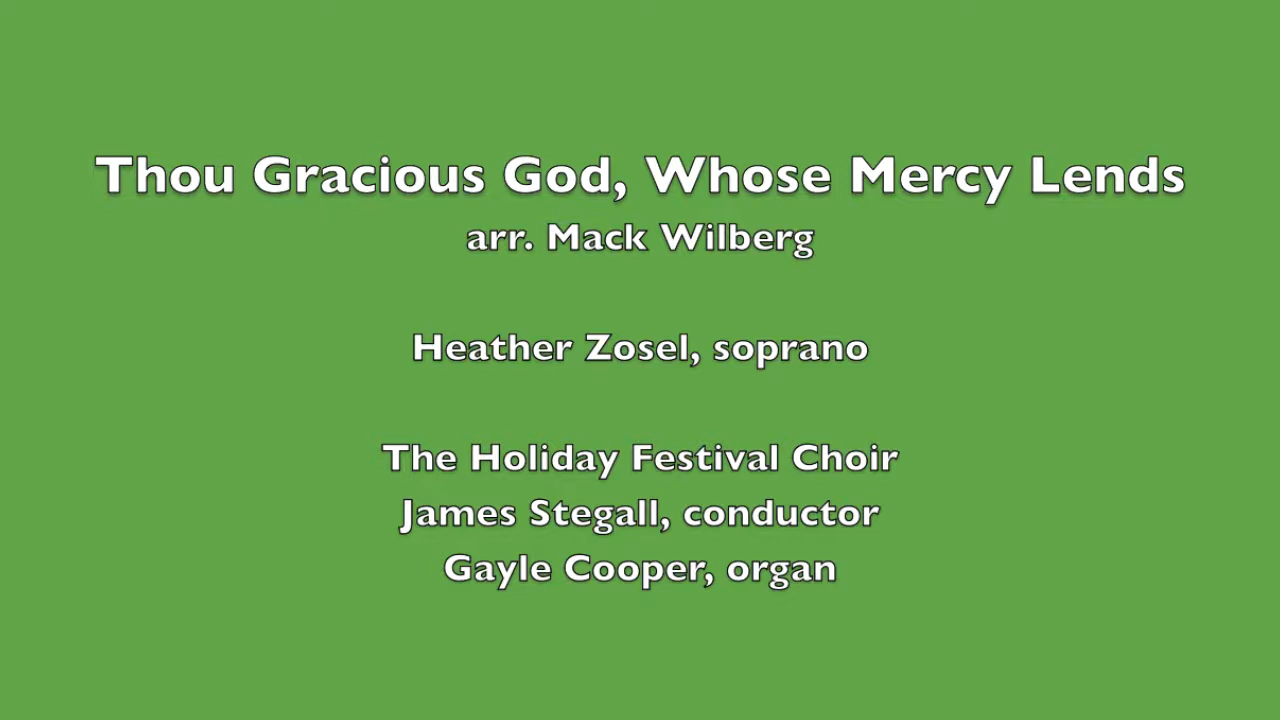 Thou Gracious God, Whose Mercy Lends
arr. Mack Wilberg
Heather Zosel, soprano
The Holiday Festival Choir
James Stegall, conductor
Gayle Cooper, organ